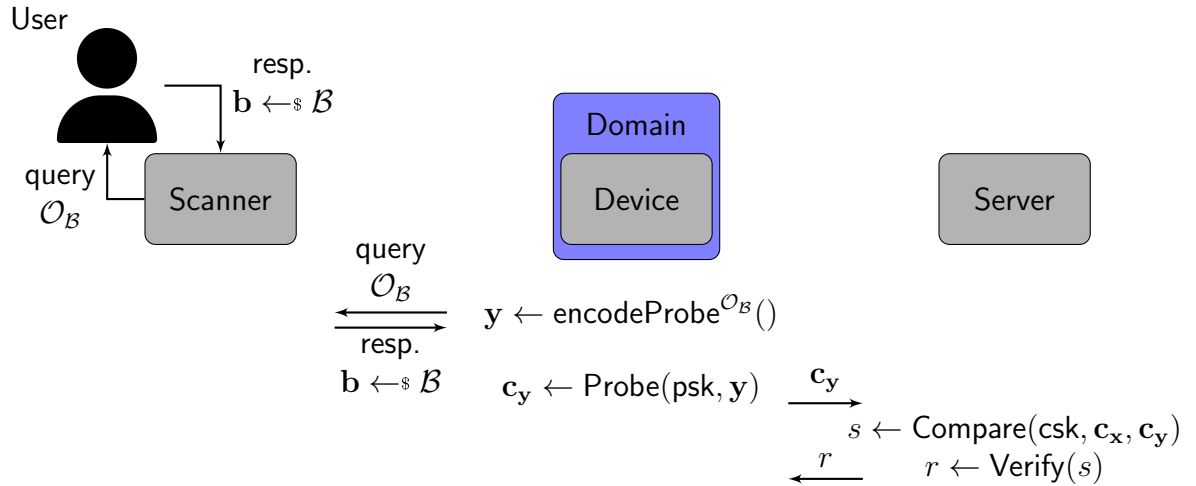 User
resp.
𝐛 ←$ ℬ
query
𝒪_ℬ
Scanner
Domain
Device
Server
query
𝒪_ℬ
resp.
𝐛 ←$ ℬ
𝐲 ← encodeProbe^{𝒪_ℬ}()
𝐜_𝐲 ← Probe(psk, 𝐲)
𝐜_𝐲
s ← Compare(csk, 𝐜_𝐱, 𝐜_𝐲)
r ← Verify(s)
r